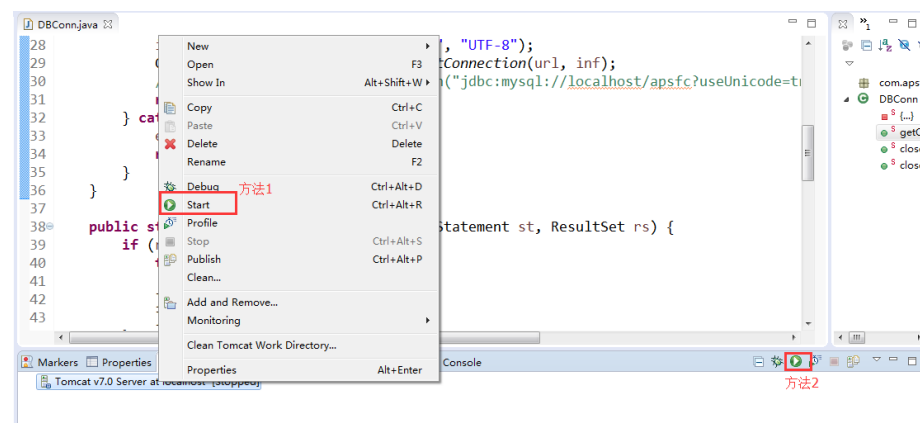 DBConn.java
28 ", "UTF-8");
29 tConnection(url, inf);
30 n("jdbc:mysql://localhost/apsfc?useUnicode=t
31
32 } cat
33
34
35 }
36 }
37
38 public st Statement st, ResultSet rs) {
39 if (
40
41
42
43
New
Open F3
Show In Alt+Shift+W
Copy Ctrl+C
Paste Ctrl+V
Delete Delete
Rename F2
Debug Ctrl+Alt+D
方法1
Start Ctrl+Alt+R
Profile
Stop Ctrl+Alt+S
Publish Ctrl+Alt+P
Clean...
Add and Remove...
Monitoring
Clean Tomcat Work Directory...
Properties Alt+Enter
1
com.aps
DBConn
S {...}
S getC
S close
S close
Markers Properties Console
方法2
Tomcat v7.0 Server at localhost [Stopped]